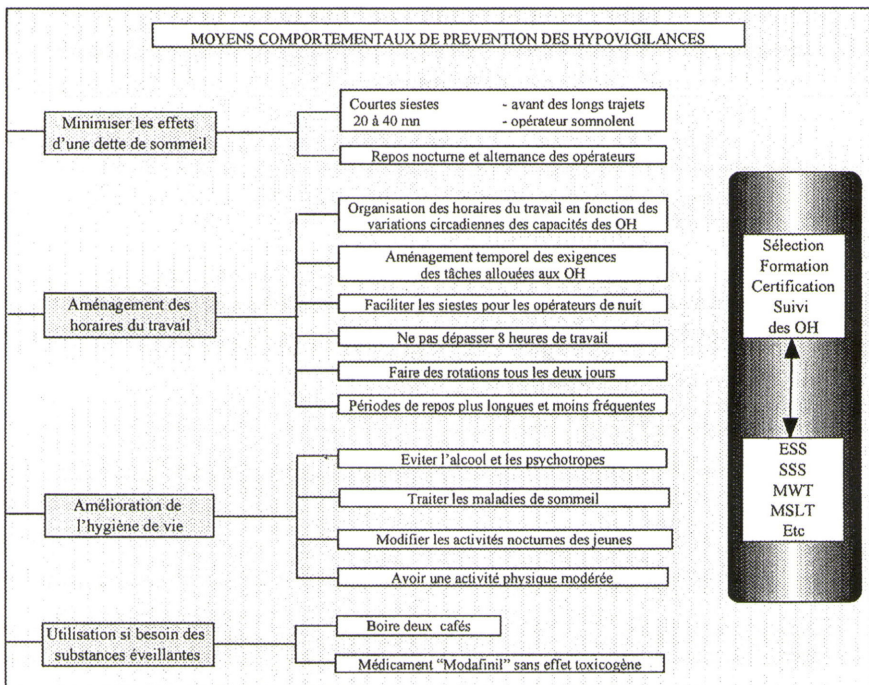 MOYENS COMPORTEMENTAUX DE PREVENTION DES HYPOVIGILANCES
Minimiser les effets
d'une dette de sommeil
Courtes siestes - avant des longs trajets
20 à 40 mn - opérateur somnolent
Repos nocturne et alternance des opérateurs
Aménagement des
horaires du travail
Organisation des horaires du travail en fonction des
variations circadiennes des capacités des OH
Aménagement temporel des exigences
des tâches allouées aux OH
Faciliter les siestes pour les opérateurs de nuit
Ne pas dépasser 8 heures de travail
Faire des rotations tous les deux jours
Périodes de repos plus longues et moins fréquentes
Amélioration de
l'hygiène de vie
Eviter l'alcool et les psychotropes
Traiter les maladies de sommeil
Modifier les activités nocturnes des jeunes
Avoir une activité physique modérée
Utilisation si besoin des
substances éveillantes
Boire deux cafés
Médicament "Modafinil" sans effet toxicogène
Sélection
Formation
Certification
Suivi
des OH
ESS
SSS
MWT
MSLT
Etc